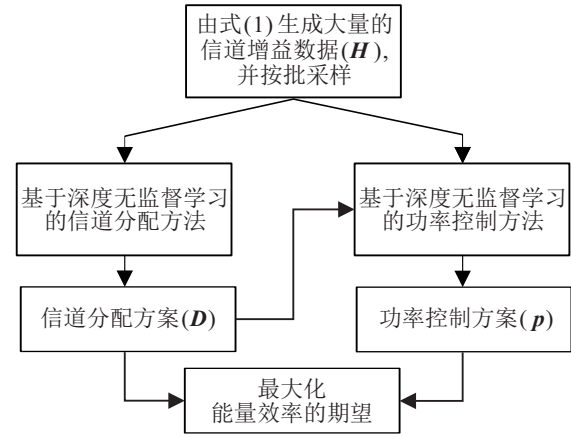 由式(1)生成大量的
信道增益数据(H),
并按批采样
基于深度无监督学习
的信道分配方法
基于深度无监督学习
的功率控制方法
信道分配方案(D)
功率控制方案(p)
最大化
能量效率的期望